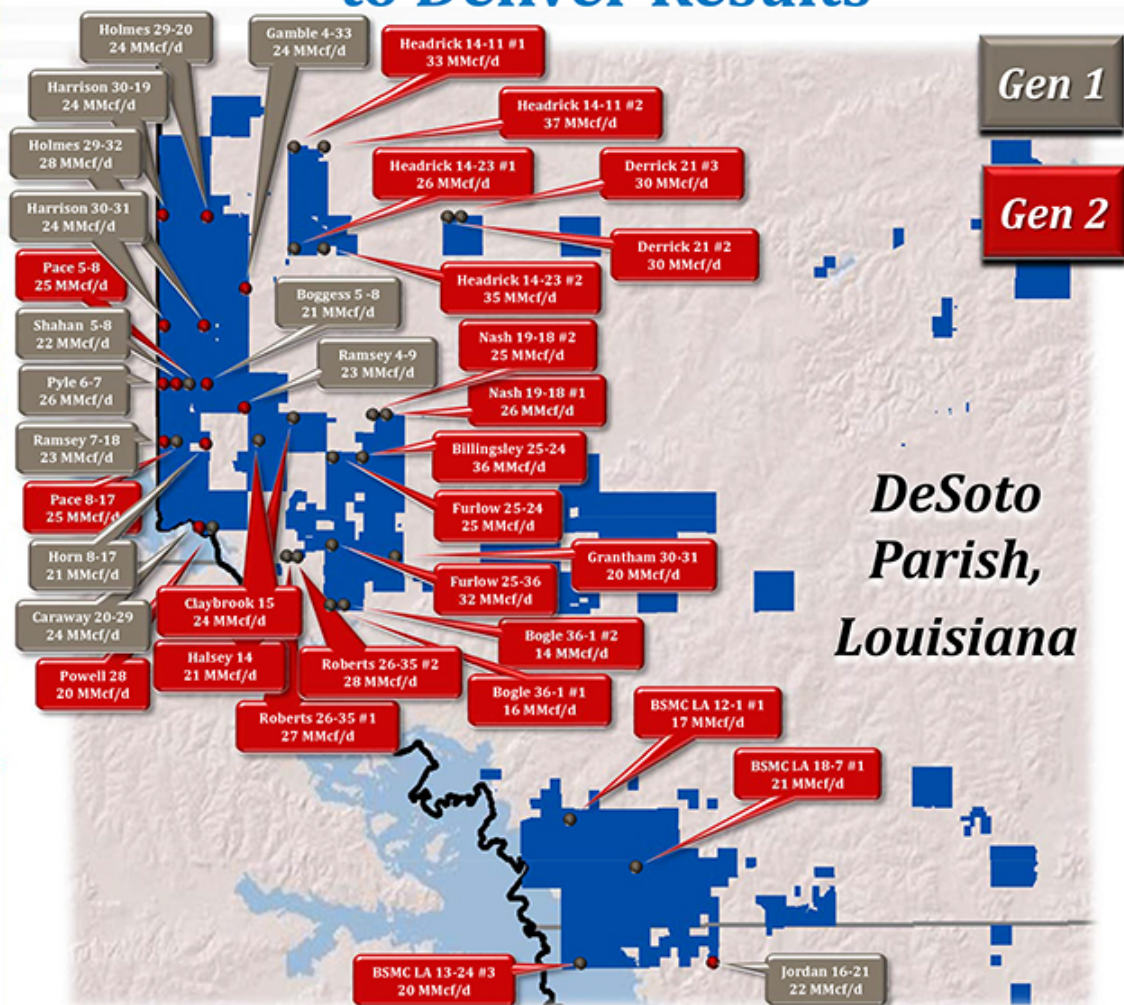 to Deliver Results
Holmes 29-20
24 MMcf/d
Gamble 4-33
24 MMcf/d
Headrick 14-11 #1
33 MMcf/d
Gen 1
Harrison 30-19
24 MMcf/d
Headrick 14-11 #2
37 MMcf/d
Holmes 29-32
28 MMcf/d
Headrick 14-23 #1
26 MMcf/d
Derrick 21 #3
30 MMcf/d
Gen 2
Harrison 30-31
24 MMcf/d
Derrick 21 #2
30 MMcf/d
Pace 5-8
25 MMcf/d
Headrick 14-23 #2
35 MMcf/d
Boggess 5 -8
21 MMcf/d
Shahan 5-8
22 MMcf/d
Nash 19-18 #2
25 MMcf/d
Ramsey 4-9
23 MMcf/d
Pyle 6-7
26 MMcf/d
Nash 19-18 #1
26 MMcf/d
Ramsey 7-18
23 MMcf/d
Billingsley 25-24
36 MMcf/d
Pace 8-17
25 MMcf/d
Furlow 25-24
25 MMcf/d
DeSoto
Parish,
Louisiana
Horn 8-17
21 MMcf/d
Grantham 30-31
20 MMcf/d
Furlow 25-36
32 MMcf/d
Claybrook 15
24 MMcf/d
Caraway 20-29
24 MMcf/d
Bogle 36-1 #2
14 MMcf/d
Halsey 14
21 MMcf/d
Roberts 26-35 #2
28 MMcf/d
Powell 28
20 MMcf/d
Bogle 36-1 #1
16 MMcf/d
BSMC LA 12-1 #1
17 MMcf/d
Roberts 26-35 #1
27 MMcf/d
BSMC LA 18-7 #1
21 MMcf/d
BSMC LA 13-24 #3
20 MMcf/d
Jordan 16-21
22 MMcf/d